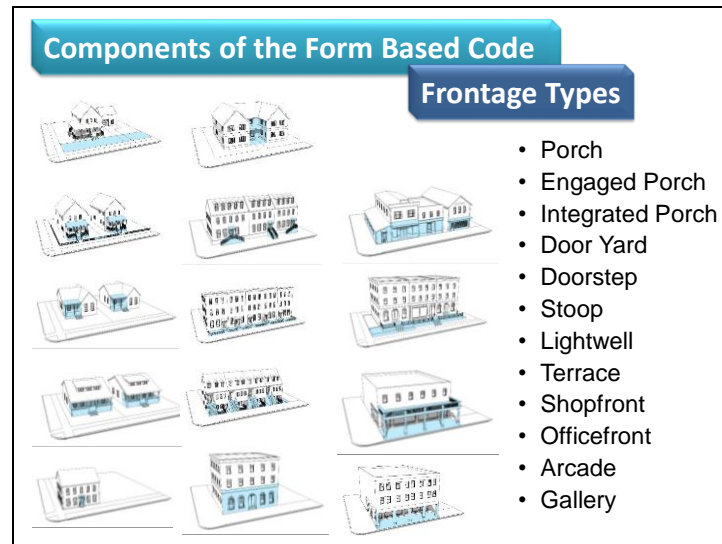 Components of the Form Based Code
Frontage Types
• Porch
• Engaged Porch
• Integrated Porch
• Door Yard
• Doorstep
• Stoop
• Lightwell
• Terrace
• Shopfront
• Officefront
• Arcade
• Gallery